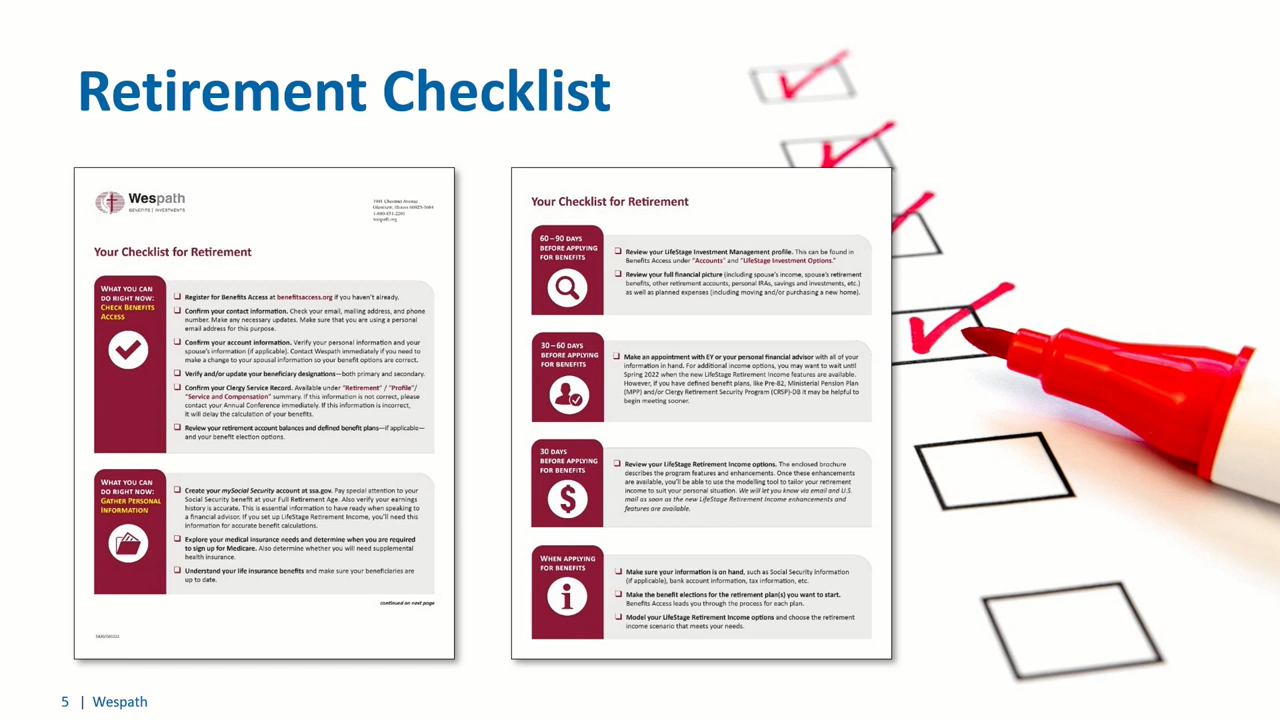 Retirement Checklist
Wespath
BENEFITS | INVESTMENTS
1901 Chestnut Avenue
Glenview, Illinois 60025-1604
1-800-851-2201
wespath.org
Your Checklist for Retirement
WHAT YOU CAN
DO RIGHT NOW:
CHECK BENEFITS
ACCESS
❑ Register for Benefits Access at benefitsaccess.org if you haven't already.
❑ Confirm your contact information. Check your email, mailing address, and phone
number. Make any necessary updates. Make sure that you are using a personal
email address for this purpose.
❑ Confirm your account information. Verify your personal information and your
spouse's information (if applicable). Contact Wespath immediately if you need to
make a change to your spousal information so your benefit options are correct.
❑ Verify and/or update your beneficiary designations—both primary and secondary.
❑ Confirm your Clergy Service Record. Available under "Retirement" / "Profile"/
"Service and Compensation" summary. If this information is not correct, please
contact your Annual Conference immediately. If this information is incorrect,
it will delay the calculation of your benefits.
❑ Review your retirement account balances and defined benefit plans—if applicable—
and your benefit election options.
WHAT YOU CAN
DO RIGHT NOW:
GATHER PERSONAL
INFORMATION
❑ Create your mySocial Security account at ssa.gov. Pay special attention to your
Social Security benefit at your Full Retirement Age. Also verify your earnings
history is accurate. This is essential information to have ready when speaking to
a financial advisor. If you set up LifeStage Retirement Income, you'll need this
information for accurate benefit calculations.
❑ Explore your medical insurance needs and determine when you are required
to sign up for Medicare. Also determine whether you will need supplemental
health insurance.
❑ Understand your life insurance benefits and make sure your beneficiaries are
up to date.
continued on next page
Your Checklist for Retirement
60–90 DAYS
BEFORE APPLYING
FOR BENEFITS
❑ Review your LifeStage Investment Management profile. This can be found in
Benefits Access under "Accounts" and "LifeStage Investment Options."
❑ Review your full financial picture (including spouse's income, spouse's retirement
benefits, other retirement accounts, personal IRAs, savings and investments, etc.)
as well as planned expenses (including moving and/or purchasing a new home).
30–60 DAYS
BEFORE APPLYING
FOR BENEFITS
❑ Make an appointment with EY or your personal financial advisor with all of your
information in hand. For additional income options, you may want to wait until
Spring 2022 when the new LifeStage Retirement Income features are available.
However, if you have defined benefit plans, like Pre-82, Ministerial Pension Plan
(MPP) and/or Clergy Retirement Security Program (CRSP)-DB it may be helpful to
begin meeting sooner.
30 DAYS
BEFORE APPLYING
FOR BENEFITS
❑ Review your LifeStage Retirement Income options. The enclosed brochure
describes the program features and enhancements. Once these enhancements
are available, you'll be able to use the modelling tool to tailor your retirement
income to suit your personal situation. We will let you know via email and U.S.
mail as soon as the new LifeStage Retirement Income enhancements and
features are available.
WHEN APPLYING
FOR BENEFITS
❑ Make sure your information is on hand, such as Social Security information
(if applicable), bank account information, tax information, etc.
❑ Make the benefit elections for the retirement plan(s) you want to start.
Benefits Access leads you through the process for each plan.
❑ Model your LifeStage Retirement Income options and choose the retirement
income scenario that meets your needs.
5 | Wespath